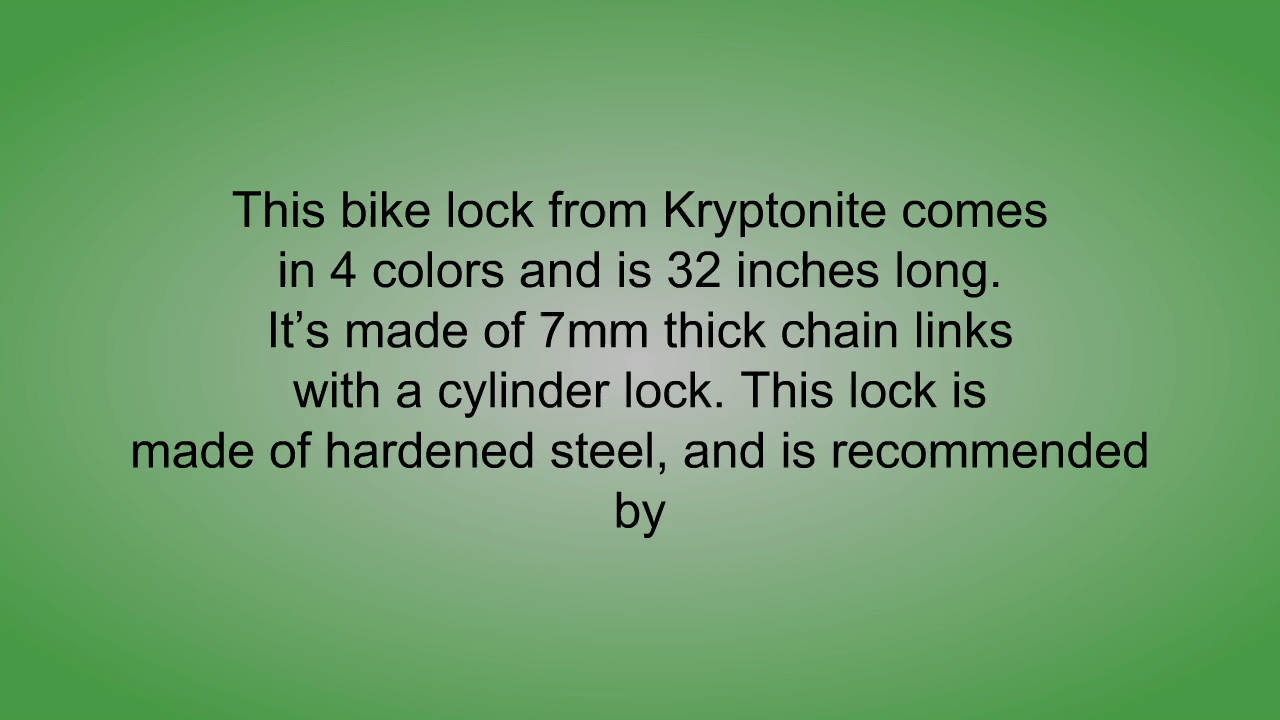 This bike lock from Kryptonite comes
in 4 colors and is 32 inches long.
It’s made of 7mm thick chain links
with a cylinder lock. This lock is
made of hardened steel, and is recommended
by